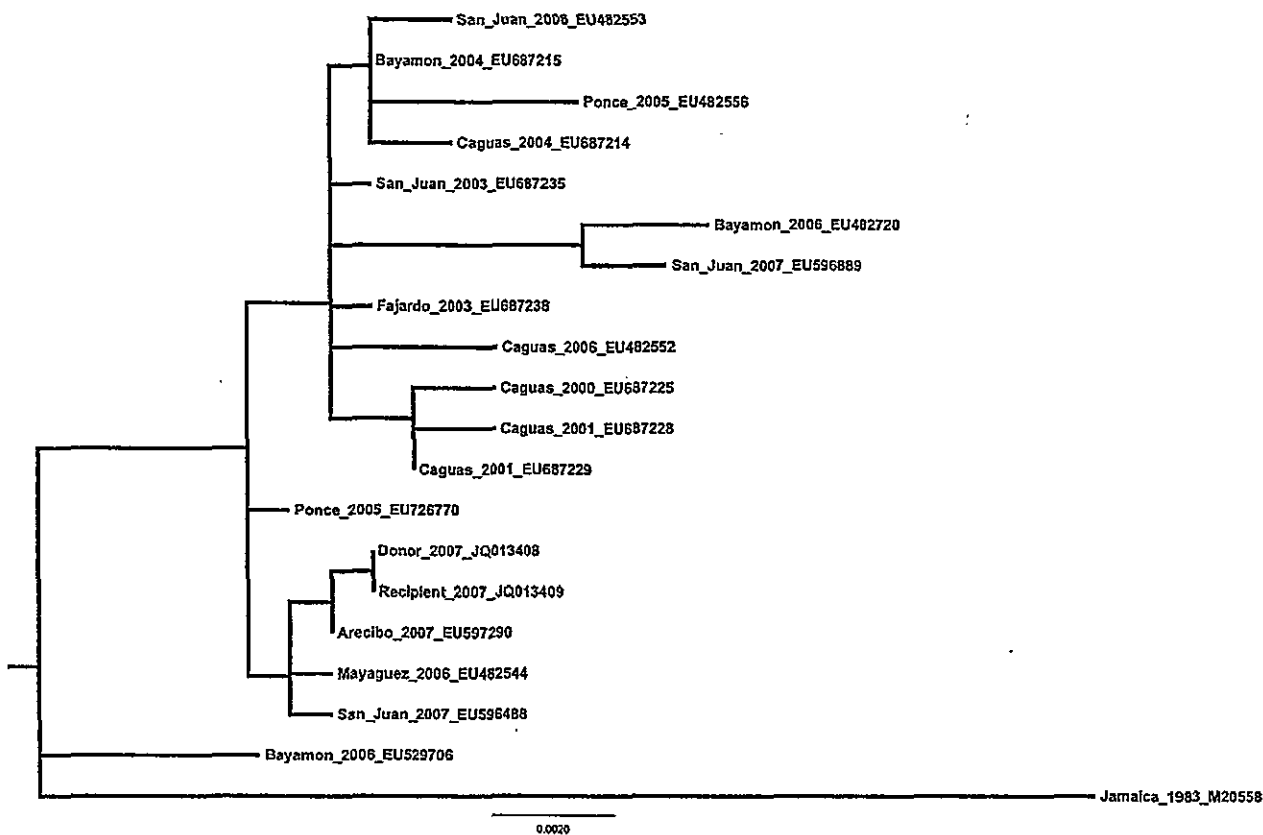 San_Juan_2006_EU482553
Bayamon_2004_EU687215
Ponce_2005_EU482556
Caguas_2004_EU687214
San_Juan_2003_EU687235
Bayamon_2006_EU482720
San_Juan_2007_EU596889
Fajardo_2003_EU687238
Caguas_2006_EU482552
Caguas_2000_EU687225
Caguas_2001_EU687228
Caguas_2001_EU687229
Ponce_2005_EU726770
Donor_2007_JQ013408
Recipient_2007_JQ013409
Arecibo_2007_EU597290
Mayaguez_2006_EU482544
San_Juan_2007_EU596488
Bayamon_2006_EU529706
Jamaica_1983_M20558
0.0020